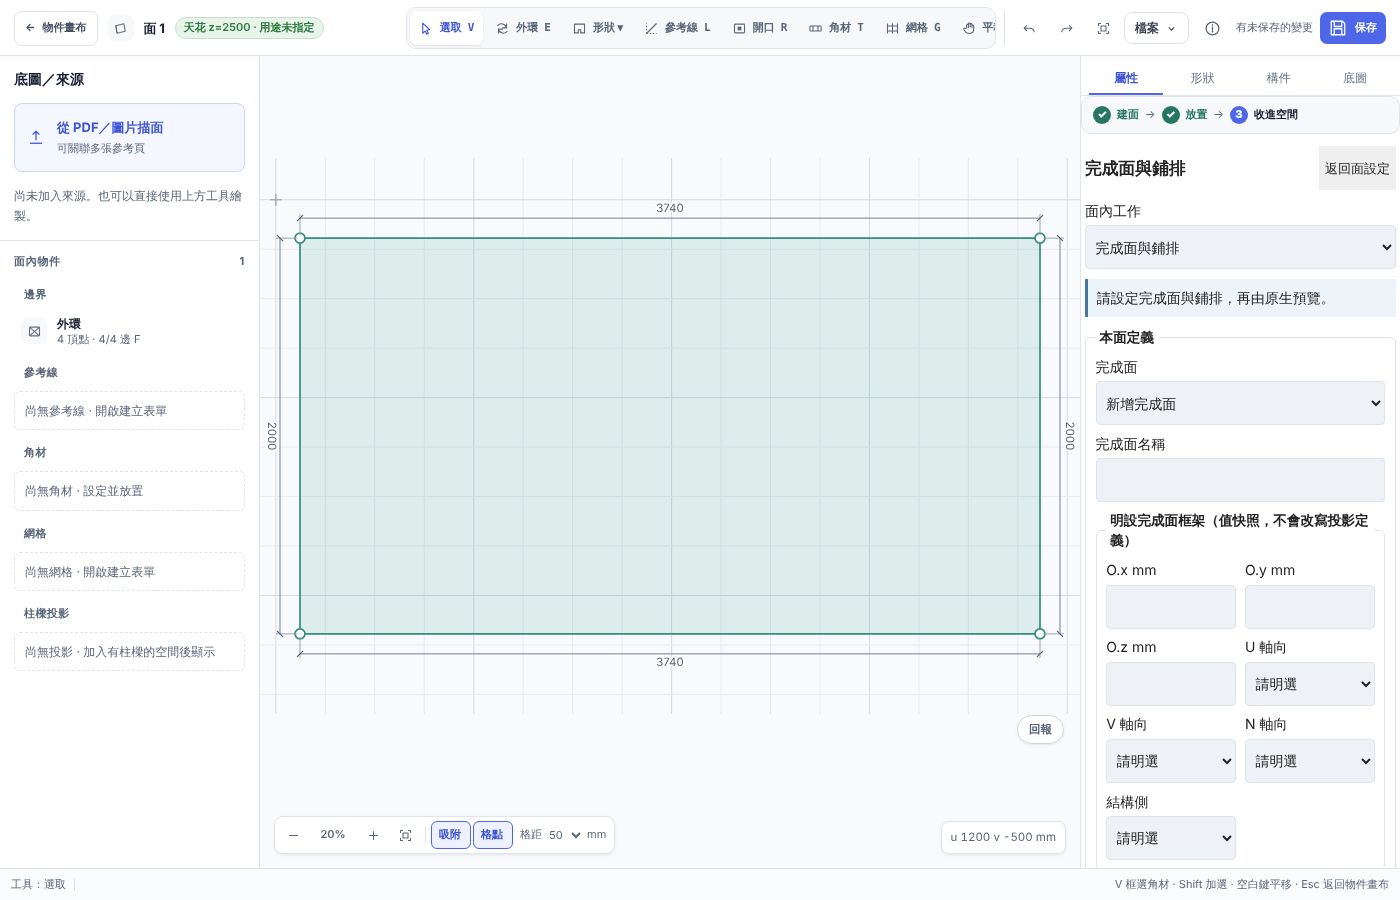 物件畫布
面 1
天花 z=2500 · 用途未指定
選取 V
外環 E
形狀▼
參考線 L
開口 R
角材 T
網格 G
檔案
有未保存的變更
保存
底圖／來源
從 PDF／圖片描面
可關聯多張參考頁
尚未加入來源。也可以直接使用上方工具繪
製。
面內物件
1
邊界
外環
4 頂點 · 4/4 邊 F
參考線
尚無參考線 · 開啟建立表單
角材
尚無角材 · 設定並放置
網格
尚無網格 · 開啟建立表單
柱樑投影
尚無投影 · 加入有柱樑的空間後顯示
3740
2000
2000
3740
回報
20%
吸附
格點
格距
50
mm
u 1200 v -500 mm
屬性
形狀
構件
底圖
建面 → 放置 → 3 收進空間
完成面與鋪排
返回面設定
面內工作
完成面與鋪排
請設定完成面與鋪排，再由原生預覽。
本面定義
完成面
新增完成面
完成面名稱
明設完成面框架（值快照，不會改寫投影定
義）
O.x mm
O.y mm
O.z mm
U 軸向
請明選
V 軸向
N 軸向
請明選
請明選
結構側
請明選
工具：選取
V 框選角材 · Shift 加選 · 空白鍵平移 · Esc 返回物件畫布